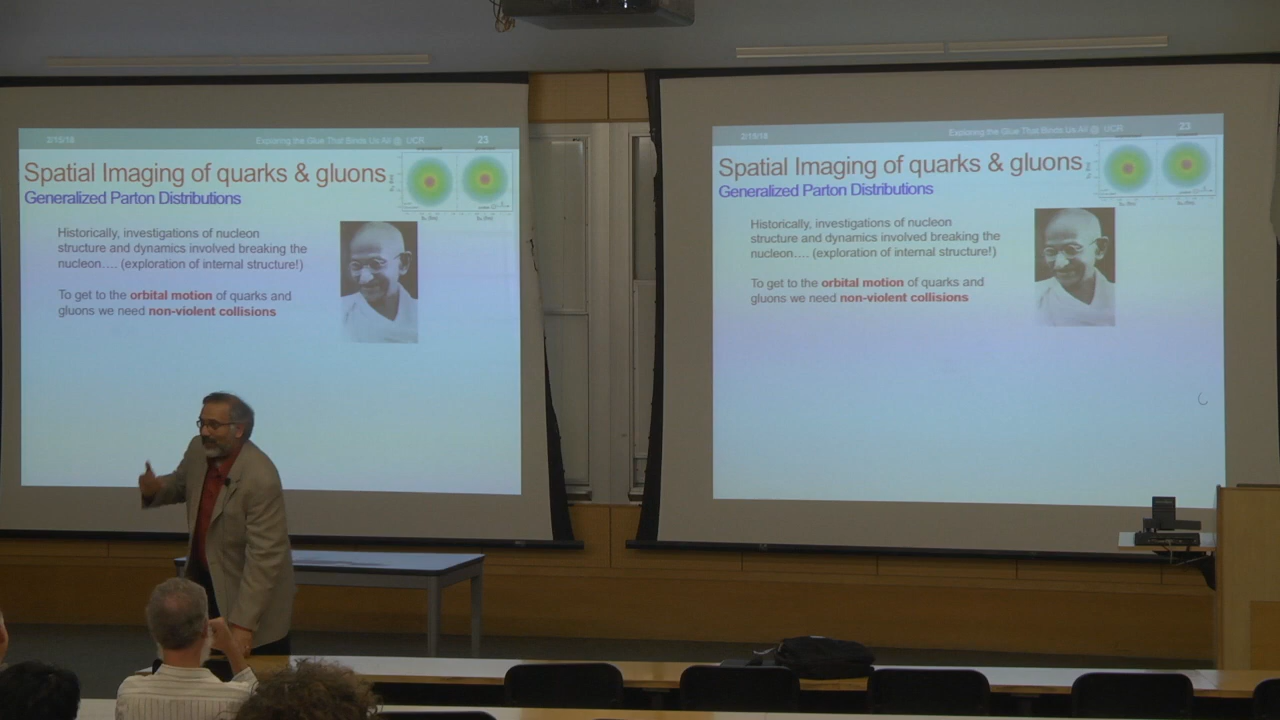 2/15/18 Exploring the Glue That Binds Us All @ UCR 23
Spatial Imaging of quarks & gluons
Generalized Parton Distributions
Historically, investigations of nucleon
structure and dynamics involved breaking the
nucleon…. (exploration of internal structure!)
To get to the orbital motion of quarks and
gluons we need non-violent collisions
2/15/18 Exploring the Glue That Binds Us All @ UCR 23
Spatial Imaging of quarks & gluons
Generalized Parton Distributions
Historically, investigations of nucleon
structure and dynamics involved breaking the
nucleon…. (exploration of internal structure!)
To get to the orbital motion of quarks and
gluons we need non-violent collisions